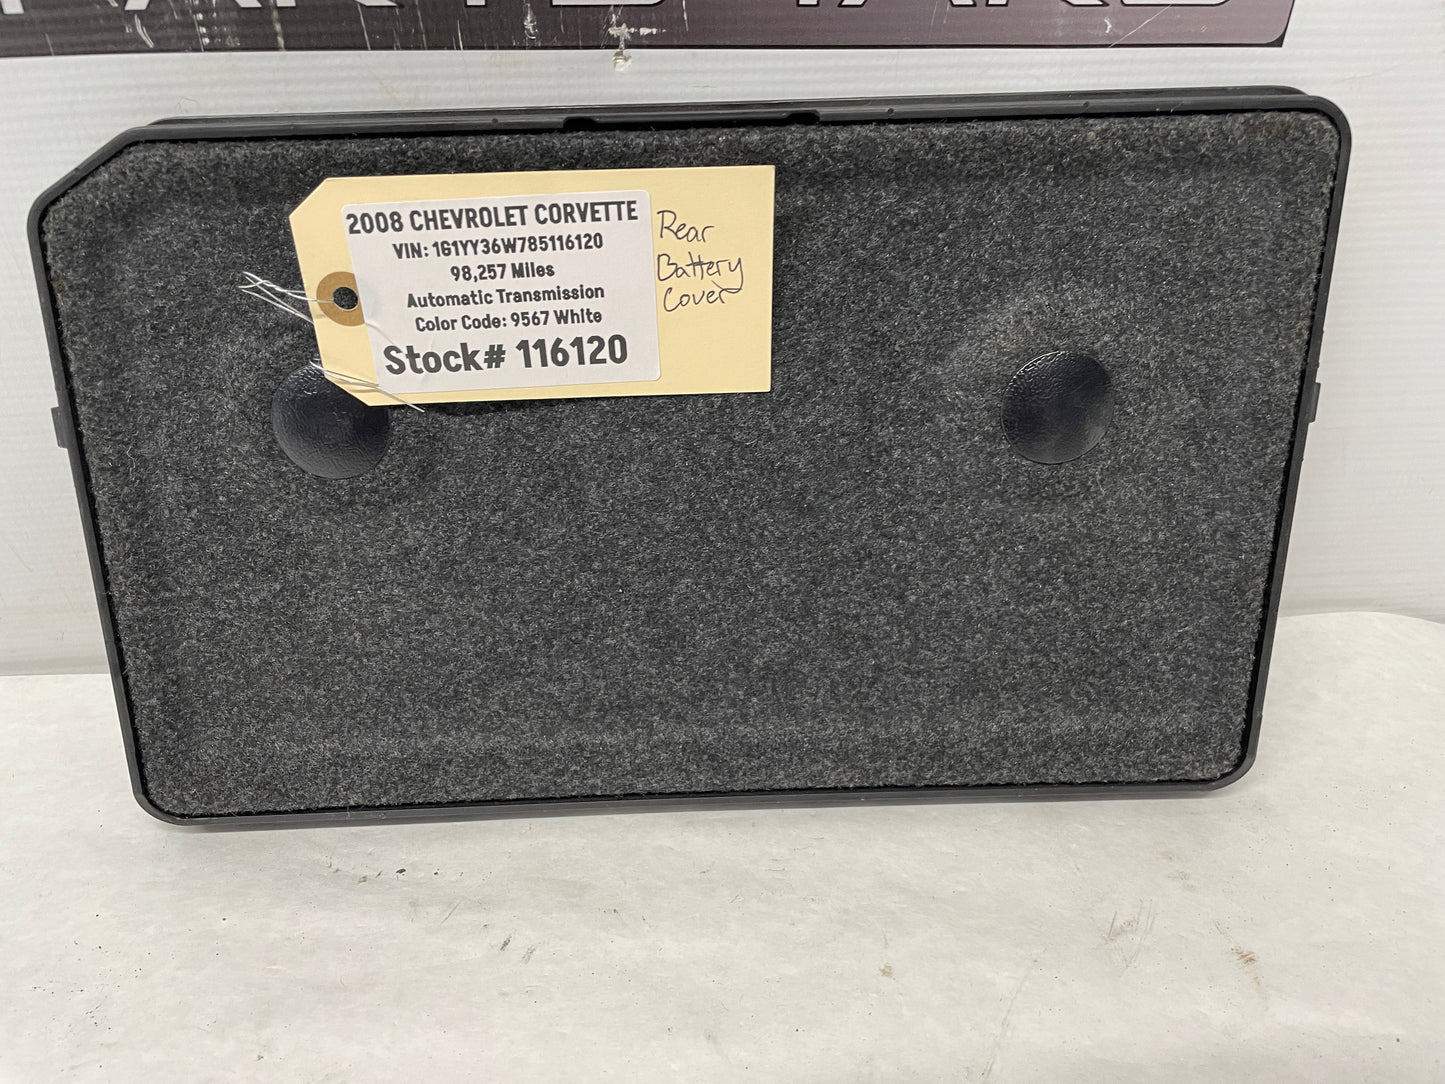 2008 CHEVROLET CORVETTE
VIN: 1G1YY36W785116120
98,257 Miles
Automatic Transmission
Color Code: 9567 White
Stock# 116120
Rear
Battery
Cover